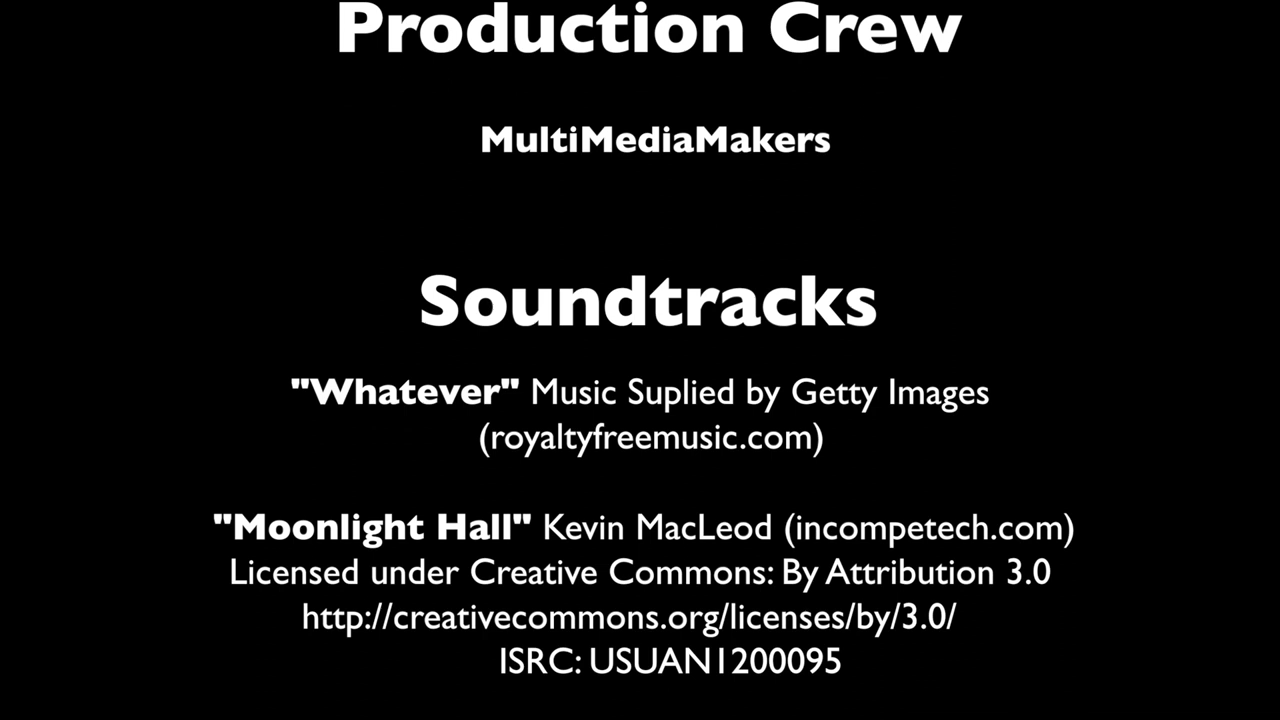 Production Crew
MultiMediaMakers
Soundtracks
"Whatever" Music Suplied by Getty Images
(royaltyfreemusic.com)
"Moonlight Hall" Kevin MacLeod (incompetech.com)
Licensed under Creative Commons: By Attribution 3.0
http://creativecommons.org/licenses/by/3.0/
ISRC: USUAN1200095